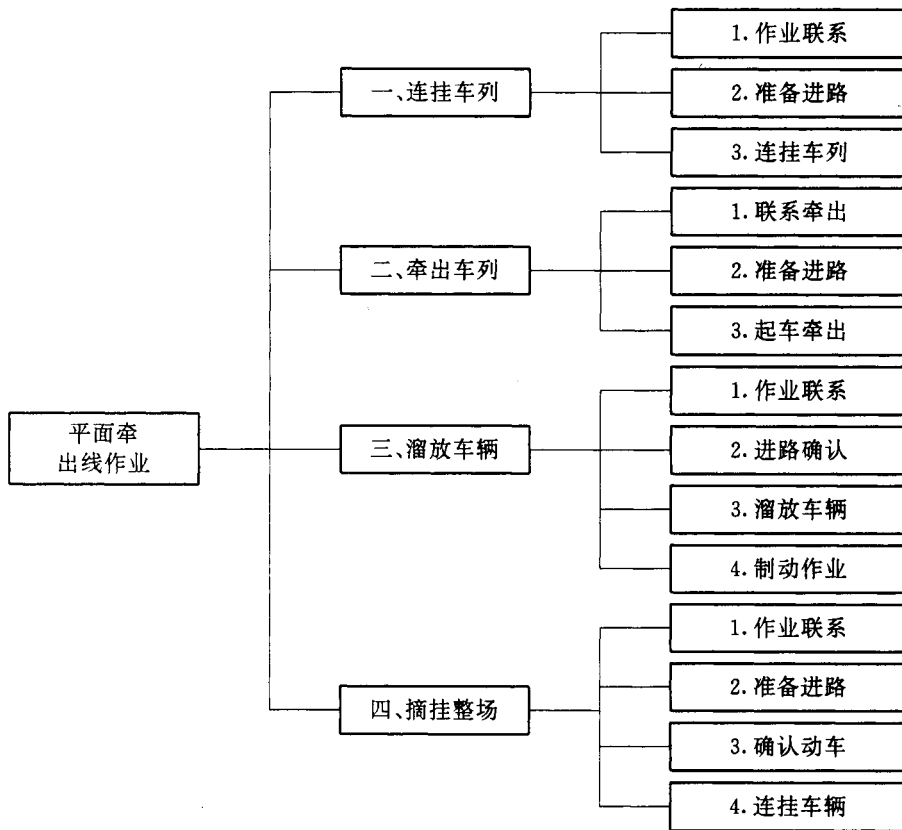 平面牵
出线作业
一、连挂车列
1.作业联系
2.准备进路
3.连挂车列
二、牵出车列
1.联系牵出
2.准备进路
3.起车牵出
三、溜放车辆
1.作业联系
2.进路确认
3.溜放车辆
4.制动作业
四、摘挂整场
1.作业联系
2.准备进路
3.确认动车
4.连挂车辆